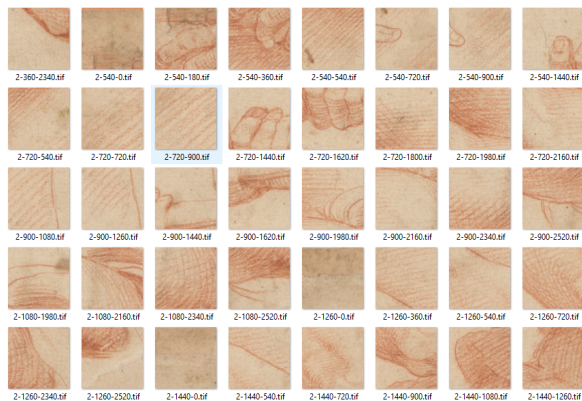 2-360-2340.tif 2-540-0.tif 2-540-180.tif 2-540-360.tif 2-540-540.tif 2-540-720.tif 2-540-900.tif 2-540-1440.tif
2-720-540.tif 2-720-720.tif 2-720-900.tif 2-720-1440.tif 2-720-1620.tif 2-720-1800.tif 2-720-1980.tif 2-720-2160.tif
2-900-1080.tif 2-900-1260.tif 2-900-1440.tif 2-900-1620.tif 2-900-1980.tif 2-900-2160.tif 2-900-2340.tif 2-900-2520.tif
2-1080-1980.tif 2-1080-2160.tif 2-1080-2340.tif 2-1080-2520.tif 2-1260-0.tif 2-1260-360.tif 2-1260-540.tif 2-1260-720.tif
2-1260-2340.tif 2-1260-2520.tif 2-1440-0.tif 2-1440-540.tif 2-1440-720.tif 2-1440-900.tif 2-1440-1080.tif 2-1440-1260.tif